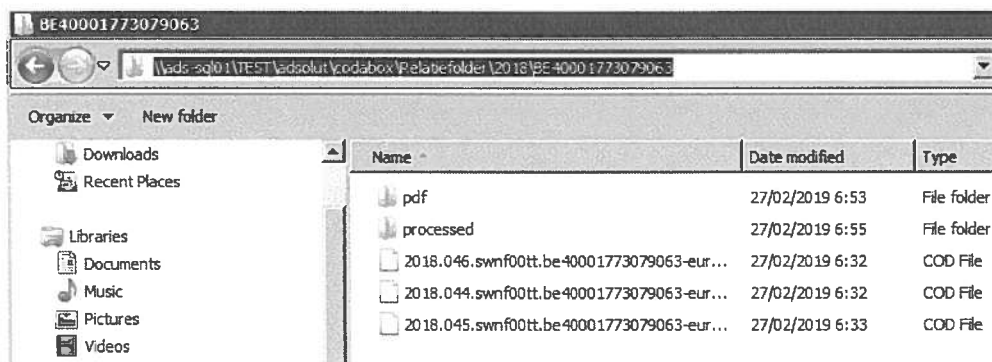 BE40001773079063
\\ads-sql01\TEST\adsolut\codabox\Relatiefolder\2018\BE40001773079063
Organize New folder
Downloads
Recent Places
Libraries
Documents
Music
Pictures
Videos
Name Date modified Type
pdf 27/02/2019 6:53 File folder
processed 27/02/2019 6:55 File folder
2018.046.swnf00tt.be40001773079063-eur... 27/02/2019 6:32 COD File
2018.044.swnf00tt.be40001773079063-eur... 27/02/2019 6:32 COD File
2018.045.swnf00tt.be40001773079063-eur... 27/02/2019 6:33 COD File